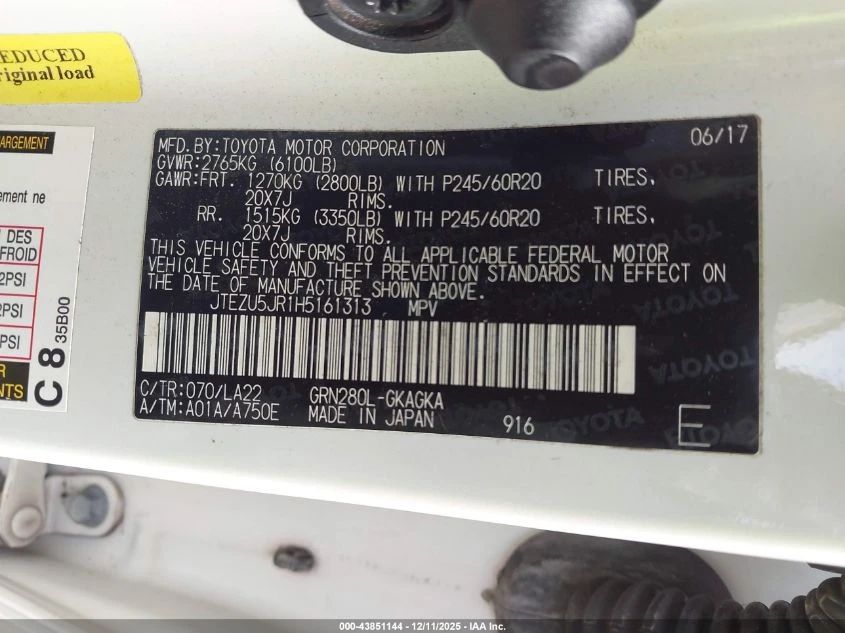 EDUCED
riginal load
ARGEMENT
ement ne
DES
FROID
2PSI
2PSI
PSI
R
NTS
C 8
35B00
MFD.BY:TOYOTA MOTOR CORPORATION 06/17
GVWR:2765KG (6100LB)
GAWR:FRT. 1270KG (2800LB) WITH P245/60R20 TIRES,
20X7J RIMS.
RR. 1515KG (3350LB) WITH P245/60R20 TIRES,
20X7J RIMS.
THIS VEHICLE CONFORMS TO ALL APPLICABLE FEDERAL MOTOR
VEHICLE SAFETY AND THEFT PREVENTION STANDARDS IN EFFECT ON
THE DATE OF MANUFACTURE SHOWN ABOVE.
JTEZU5JR1H5161313 MPV
C/TR:070/LA22 GRN280L-GKAGKA
A/TM:A01A/A750E MADE IN JAPAN 916
E
000-43851144 - 12/11/2025 - IAA Inc.